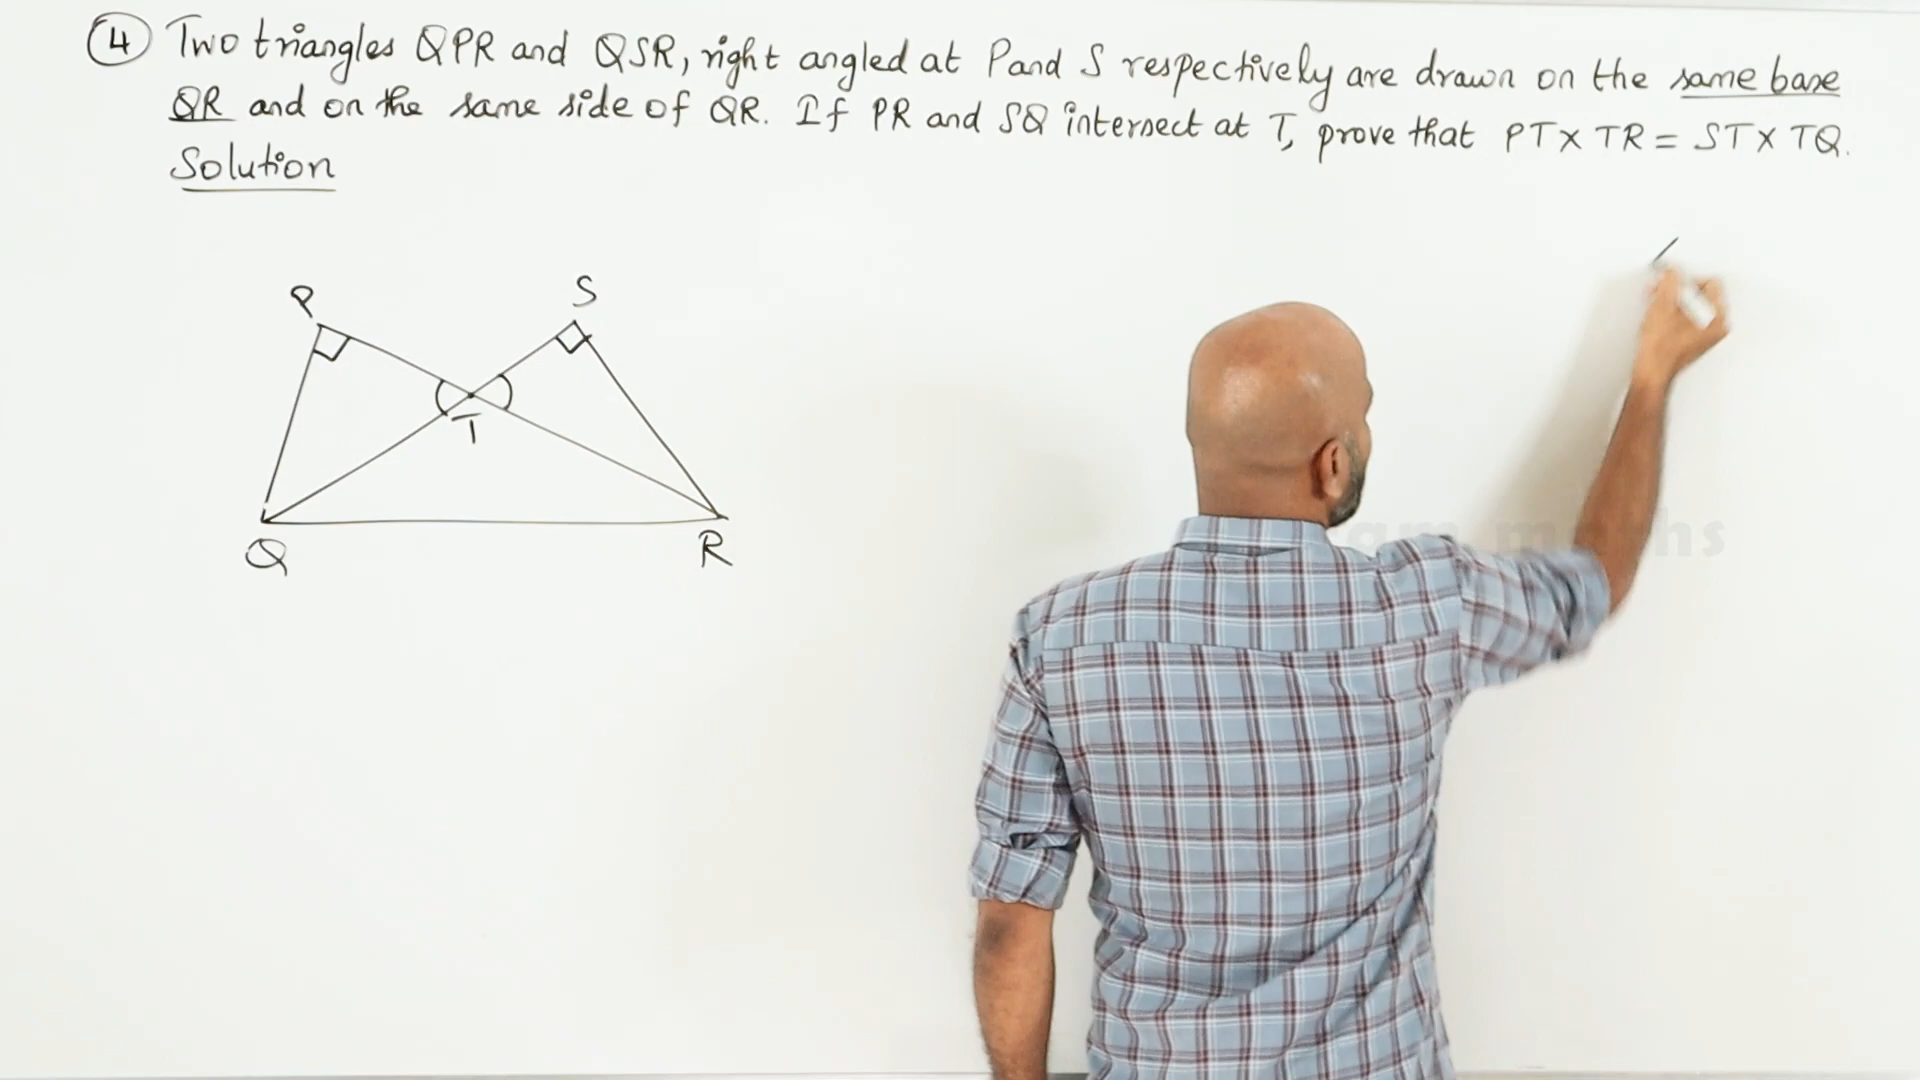 4 Two triangles QPR and QSR, right angled at P and S respectively are drawn on the same base
QR and on the same side of QR. If PR and SQ intersect at T, prove that PT X TR = ST X TQ.
Solution
P
S
T
Q
R
am maths